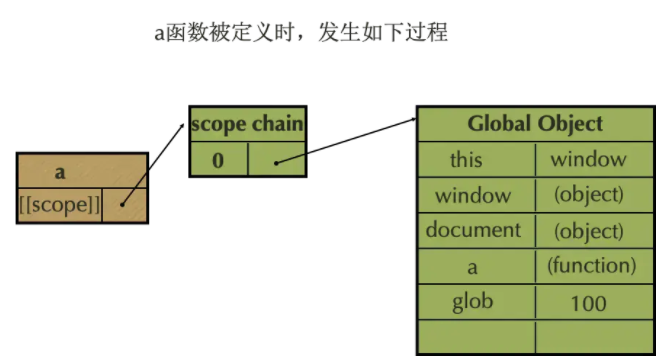 a函数被定义时，发生如下过程
scope chain
0
a
[[scope]]
Global Object
this window
window (object)
document (object)
a (function)
glob 100